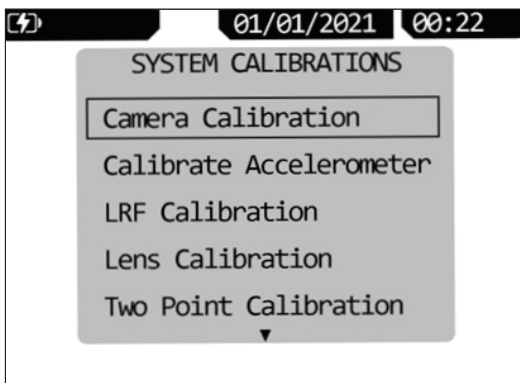 01/01/2021 00:22
SYSTEM CALIBRATIONS
Camera Calibration
Calibrate Accelerometer
LRF Calibration
Lens Calibration
Two Point Calibration